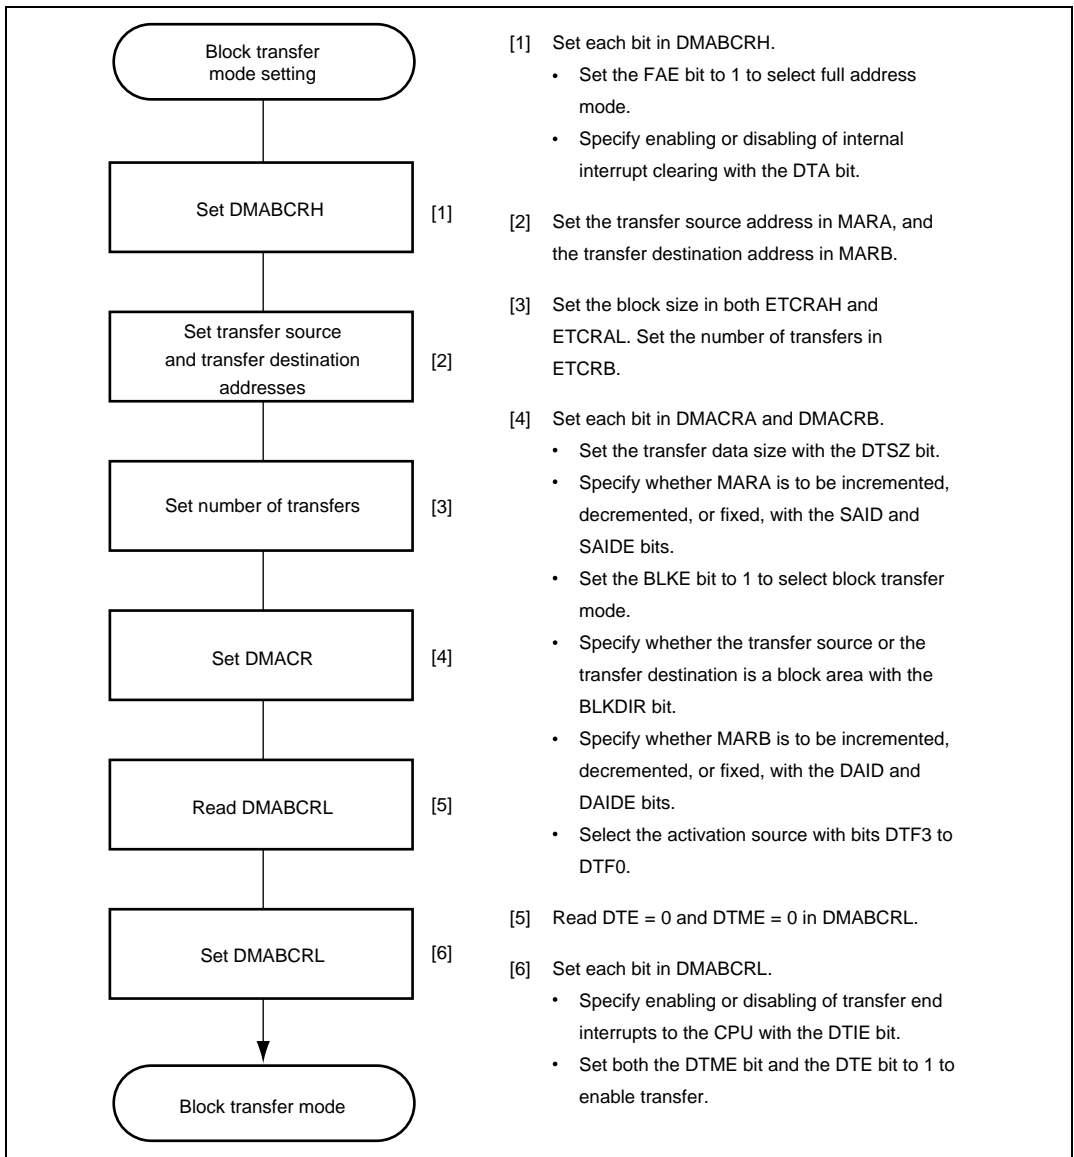 Block transfer
mode setting
Set DMABCRH
[1]
Set transfer source
and transfer destination
addresses
[2]
Set number of transfers
[3]
Set DMACR
[4]
Read DMABCRL
[5]
Set DMABCRL
[6]
Block transfer mode
[1] Set each bit in DMABCRH.
• Set the FAE bit to 1 to select full address
mode.
• Specify enabling or disabling of internal
interrupt clearing with the DTA bit.
[2] Set the transfer source address in MARA, and
the transfer destination address in MARB.
[3] Set the block size in both ETCRAH and
ETCRAL. Set the number of transfers in
ETCRB.
[4] Set each bit in DMACRA and DMACRB.
• Set the transfer data size with the DTSZ bit.
• Specify whether MARA is to be incremented,
decremented, or fixed, with the SAID and
SAIDE bits.
• Set the BLKE bit to 1 to select block transfer
mode.
• Specify whether the transfer source or the
transfer destination is a block area with the
BLKDIR bit.
• Specify whether MARB is to be incremented,
decremented, or fixed, with the DAID and
DAIDE bits.
• Select the activation source with bits DTF3 to
DTF0.
[5] Read DTE = 0 and DTME = 0 in DMABCRL.
[6] Set each bit in DMABCRL.
• Specify enabling or disabling of transfer end
interrupts to the CPU with the DTIE bit.
• Set both the DTME bit and the DTE bit to 1 to
enable transfer.